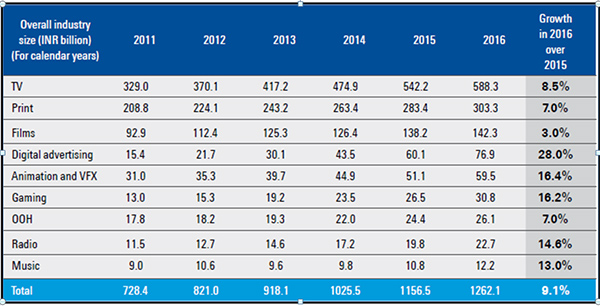 Overall industry size (INR billion) (For calendar years) 2011 2012 2013 2014 2015 2016 Growth in 2016 over 2015
TV 329.0 370.1 417.2 474.9 542.2 588.3 8.5%
Print 208.8 224.1 243.2 263.4 283.4 303.3 7.0%
Films 92.9 112.4 125.3 126.4 138.2 142.3 3.0%
Digital advertising 15.4 21.7 30.1 43.5 60.1 76.9 28.0%
Animation and VFX 31.0 35.3 39.7 44.9 51.1 59.5 16.4%
Gaming 13.0 15.3 19.2 23.5 26.5 30.8 16.2%
OOH 17.8 18.2 19.3 22.0 24.4 26.1 7.0%
Radio 11.5 12.7 14.6 17.2 19.8 22.7 14.6%
Music 9.0 10.6 9.6 9.8 10.8 12.2 13.0%
Total 728.4 821.0 918.1 1025.5 1156.5 1262.1 9.1%